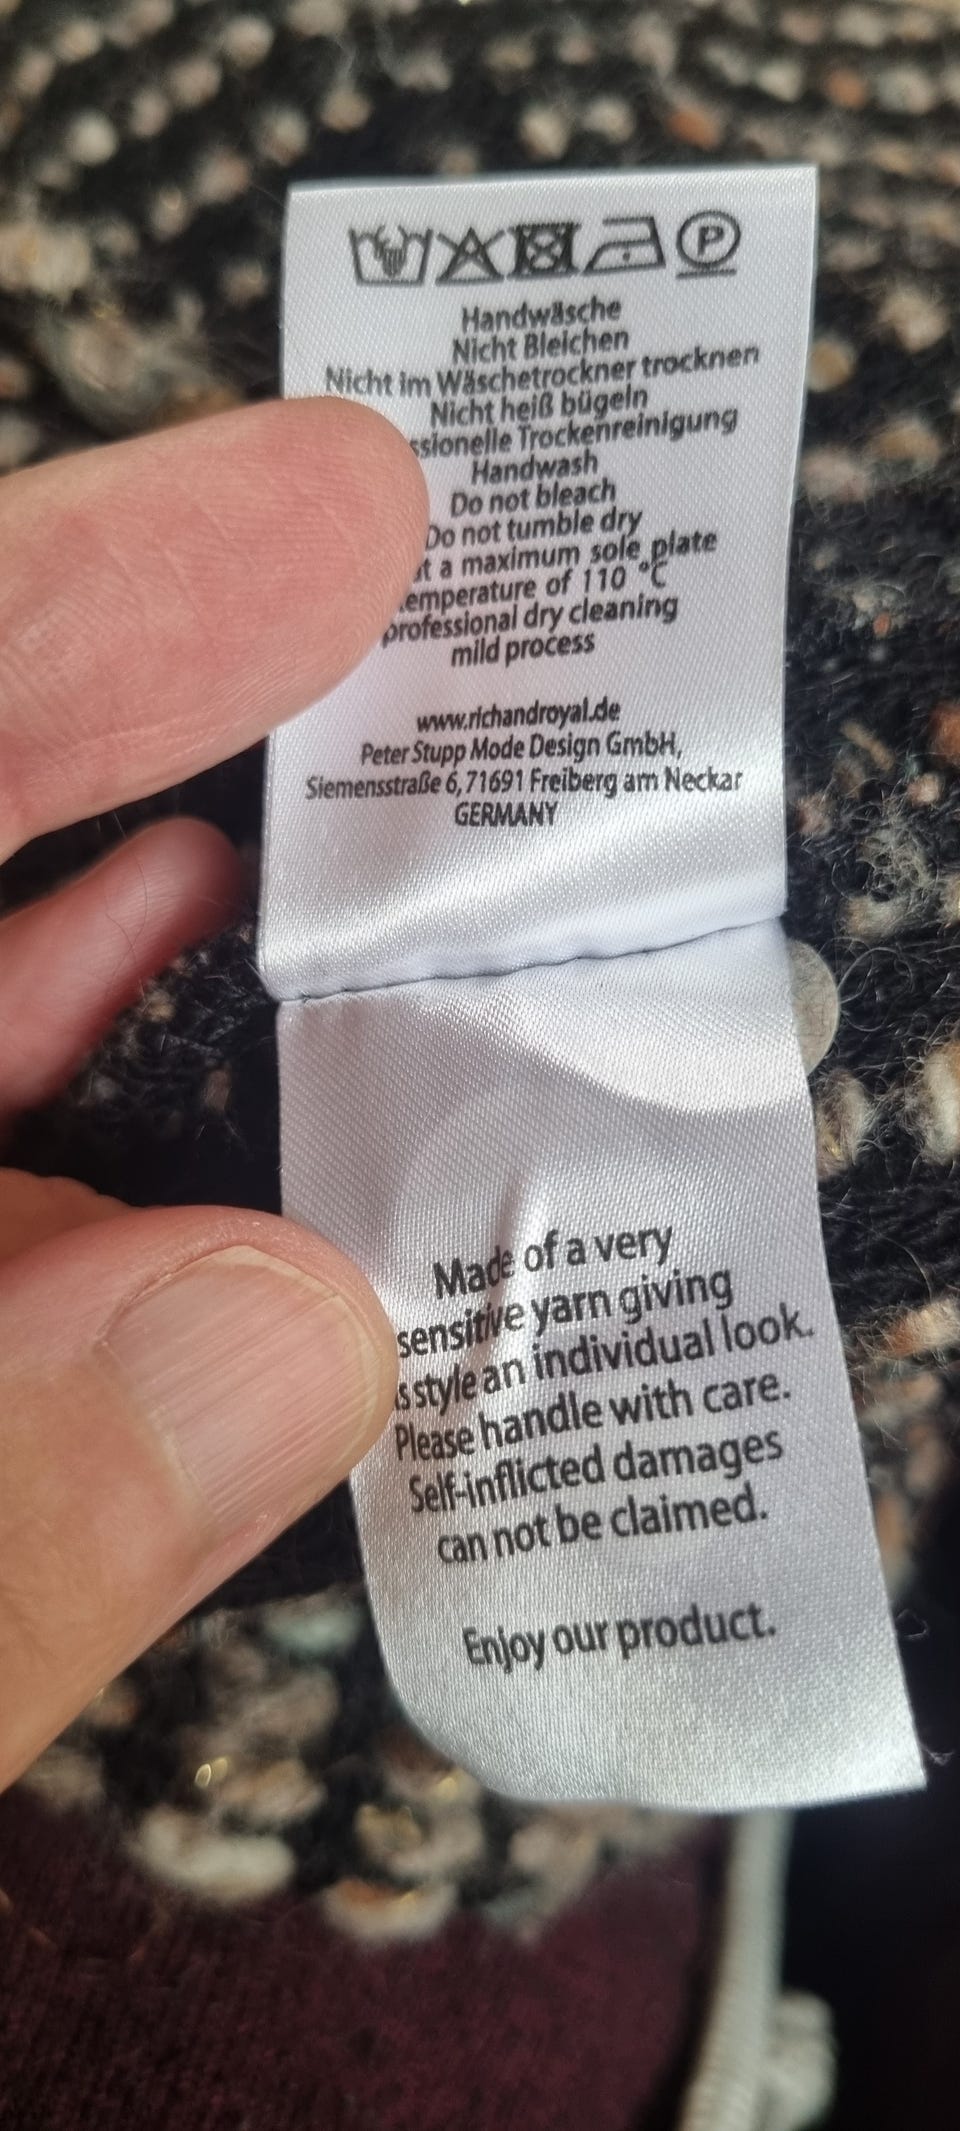 P
Handwäsche
Nicht Bleichen
Nicht im Wäschetrockner trocknen
Nicht heiß bügeln
Trockenreinigung
Handwash
Do not bleach
Do not tumble dry
a maximum sole plate
of 110 °C
professional dry cleaning
mild process
www.richandroyal.de
Peter Stupp Mode Design GmbH,
Siemensstraße 6, 71691 Freiberg am Neckar
GERMANY
Made of a very
sensitive yarn giving
style an individual look.
Please handle with care.
Self-inflicted damages
can not be claimed.
Enjoy our product.